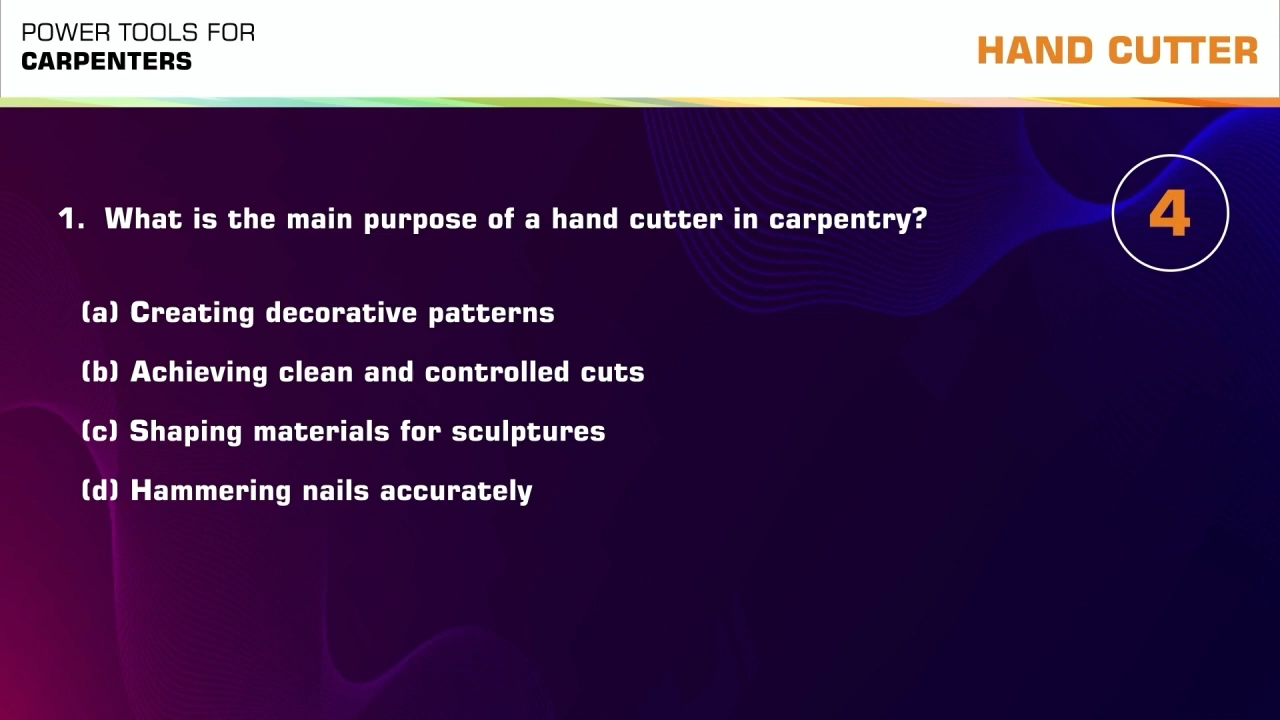 POWER TOOLS FOR
CARPENTERS
HAND CUTTER
4
1. What is the main purpose of a hand cutter in carpentry?
(a) Creating decorative patterns
(b) Achieving clean and controlled cuts
(c) Shaping materials for sculptures
(d) Hammering nails accurately